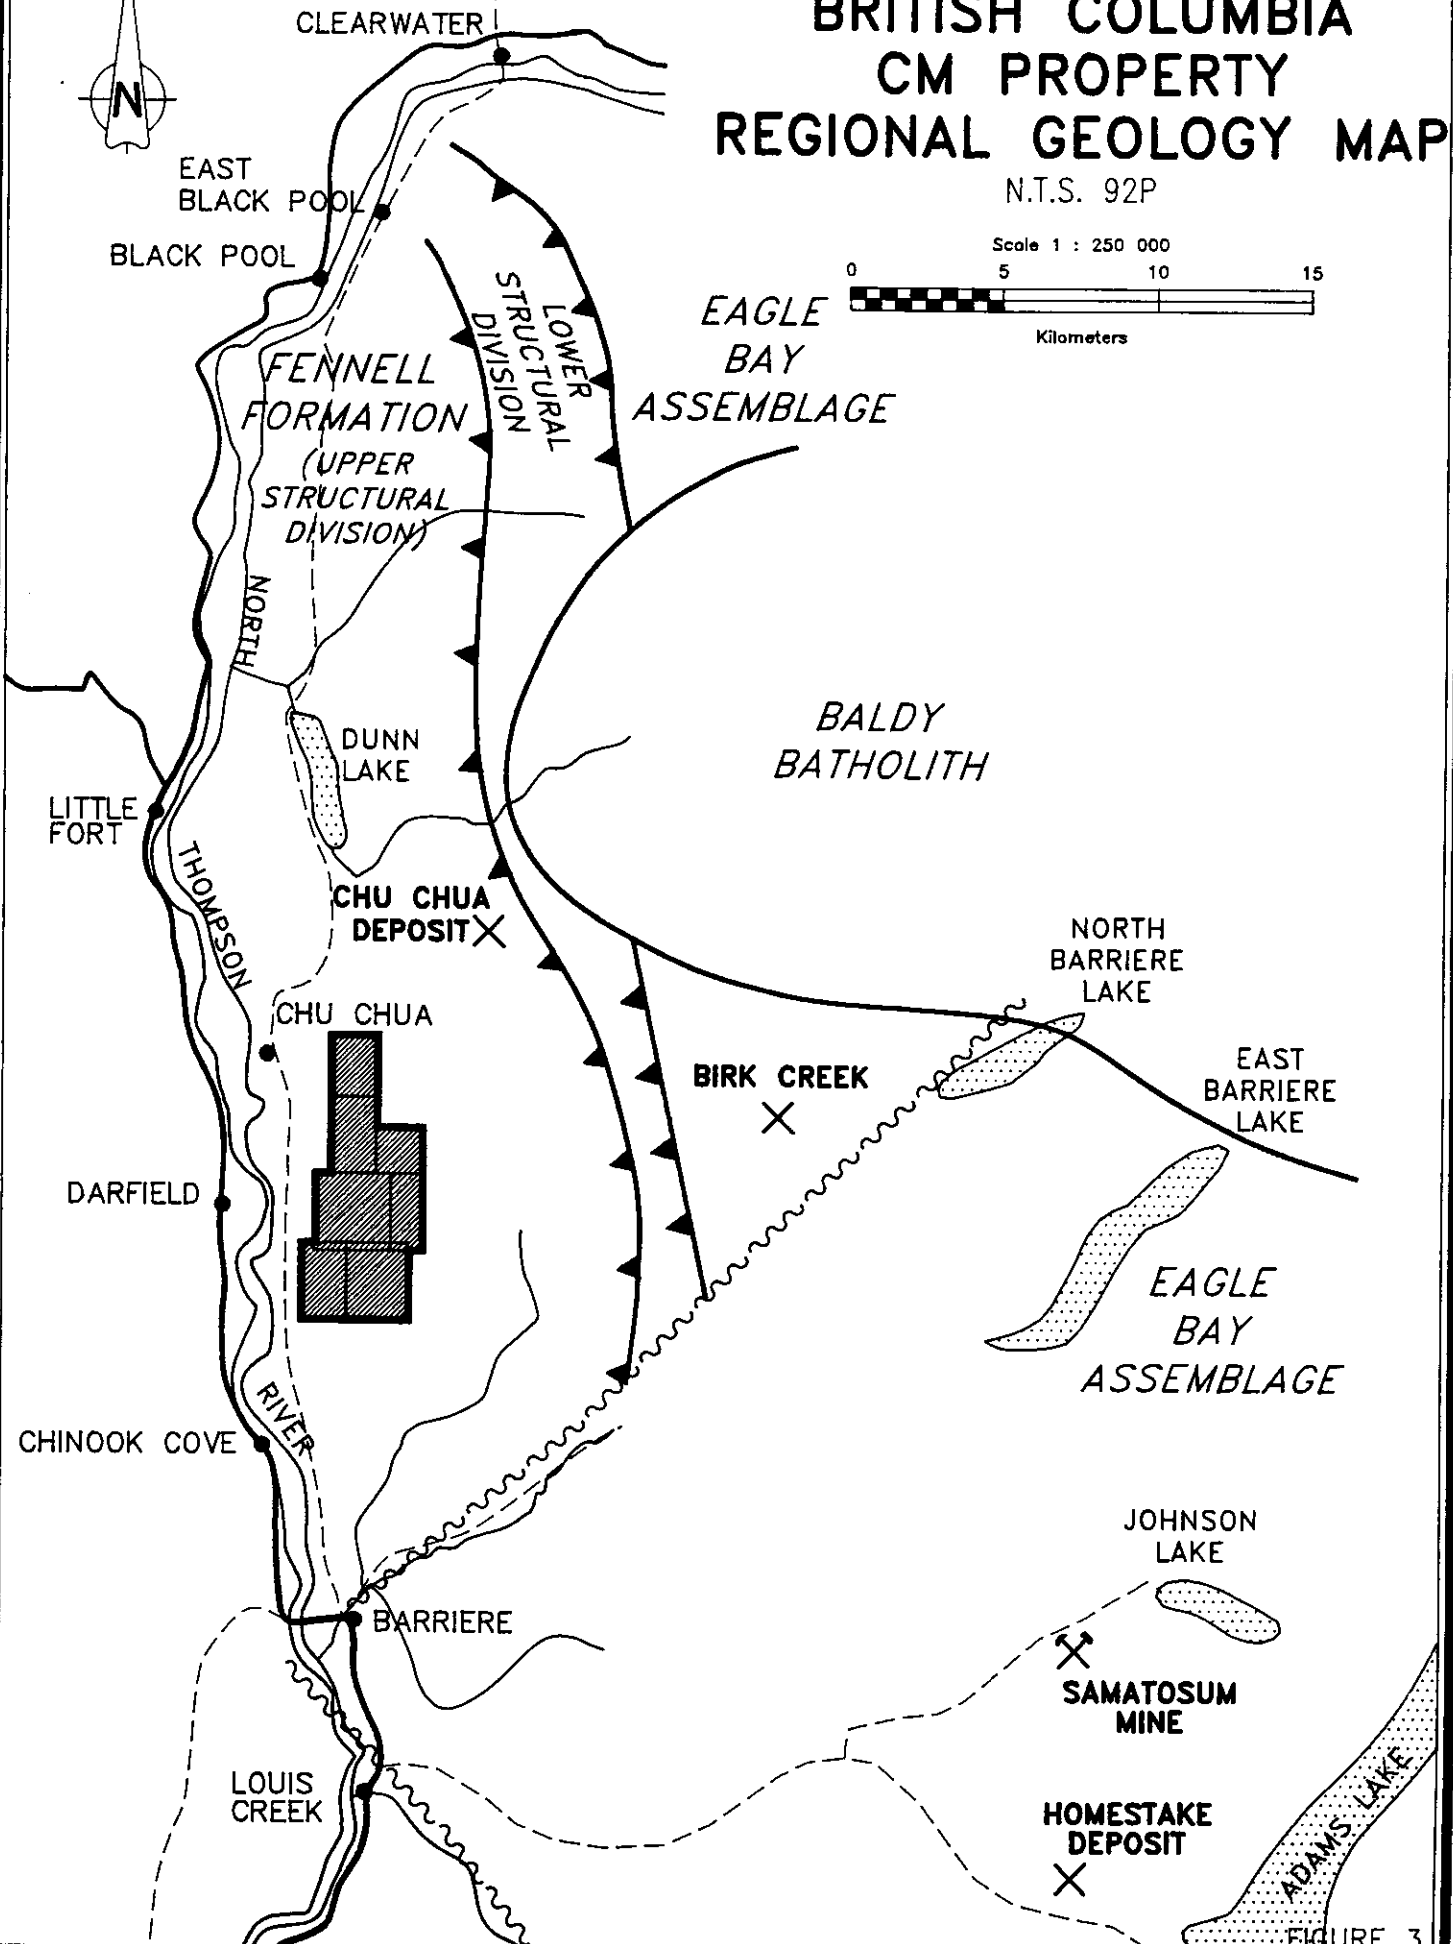 BRITISH COLUMBIA
CM PROPERTY
REGIONAL GEOLOGY MAP
N.T.S. 92P
Scale 1 : 250 000
0 5 10 15
Kilometers
CLEARWATER
N
EAST
BLACK POOL
BLACK POOL
FENNELL
FORMATION
(UPPER
STRUCTURAL
DIVISION)
LOWER
STRUCTURAL
DIVISION
EAGLE
BAY
ASSEMBLAGE
NORTH
DUNN
LAKE
BALDY
BATHOLITH
LITTLE
FORT
THOMPSON
CHU CHUA
DEPOSIT
NORTH
BARRIERE
LAKE
CHU CHUA
BIRK CREEK
EAST
BARRIERE
LAKE
DARFIELD
EAGLE
BAY
ASSEMBLAGE
RIVER
CHINOOK COVE
JOHNSON
LAKE
BARRIERE
SAMATOSUM
MINE
LOUIS
CREEK
HOMESTAKE
DEPOSIT
ADAMS LAKE
FIGURE 3